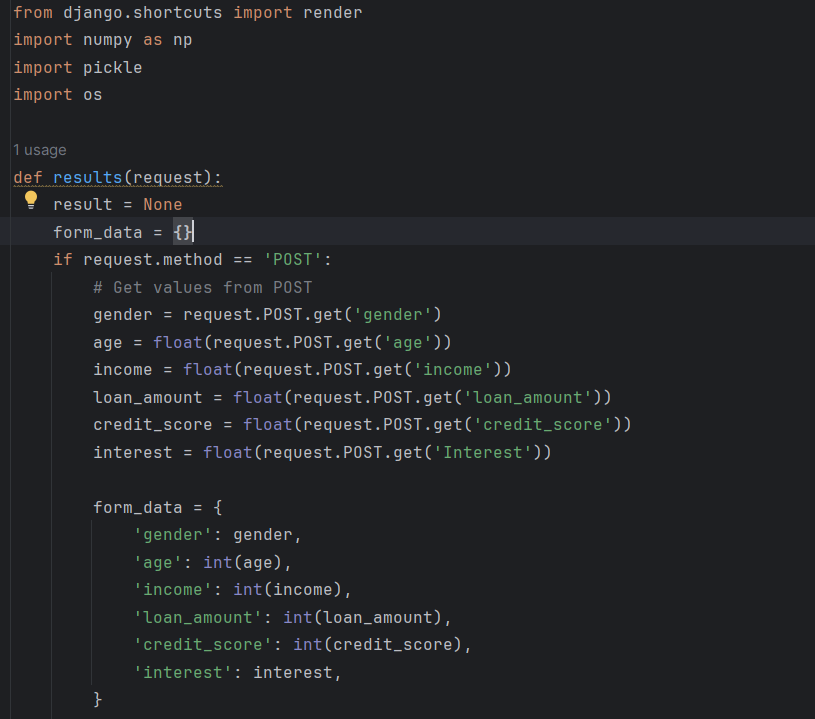 from django.shortcuts import render
import numpy as np
import pickle
import os
1 usage
def results(request):
    result = None
    form_data = {}
    if request.method == 'POST':
        # Get values from POST
        gender = request.POST.get('gender')
        age = float(request.POST.get('age'))
        income = float(request.POST.get('income'))
        loan_amount = float(request.POST.get('loan_amount'))
        credit_score = float(request.POST.get('credit_score'))
        interest = float(request.POST.get('Interest'))
        form_data = {
            'gender': gender,
            'age': int(age),
            'income': int(income),
            'loan_amount': int(loan_amount),
            'credit_score': int(credit_score),
            'interest': interest,
        }